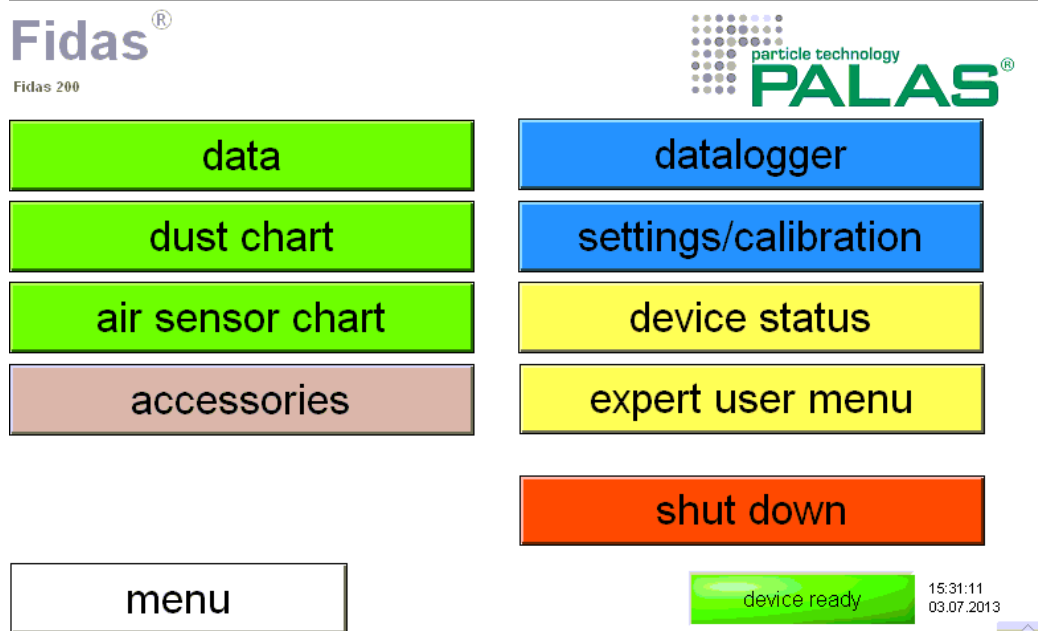 Fidas®
Fidas 200
particle technology
PALAS®
data
datalogger
dust chart
settings/calibration
air sensor chart
device status
accessories
expert user menu
shut down
menu
device ready
15:31:11
03.07.2013